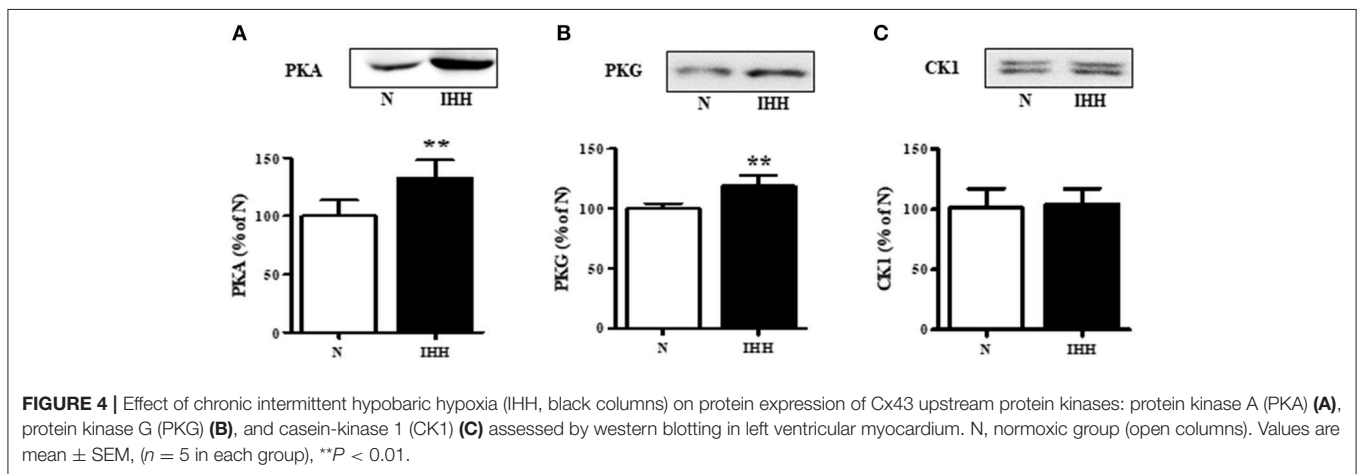 A
PKA
N IHH
**
150
100
50
0
PKA (% of N)
N IHH
B
PKG
N IHH
**
150
100
50
0
PKG (% of N)
N IHH
C
CK1
N IHH
150
100
50
0
CK1 (% of N)
N IHH
FIGURE 4 | Effect of chronic intermittent hypobaric hypoxia (IHH, black columns) on protein expression of Cx43 upstream protein kinases: protein kinase A (PKA) (A),
protein kinase G (PKG) (B), and casein-kinase 1 (CK1) (C) assessed by western blotting in left ventricular myocardium. N, normoxic group (open columns). Values are
mean ± SEM, (n = 5 in each group), **P < 0.01.